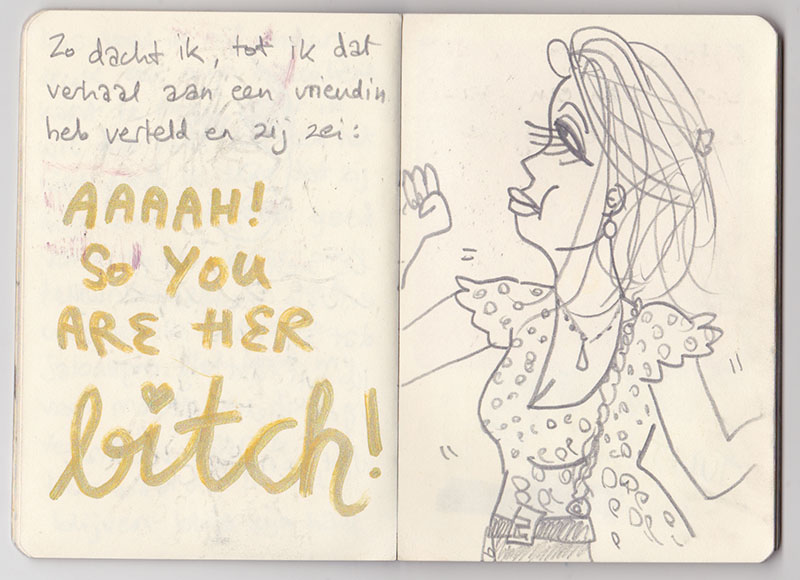 Zo dacht ik, tot ik dat
verhaal aan een vriendin
heb verteld en zij zei:
AAAAH!
So YOU
ARE HER
bitch!